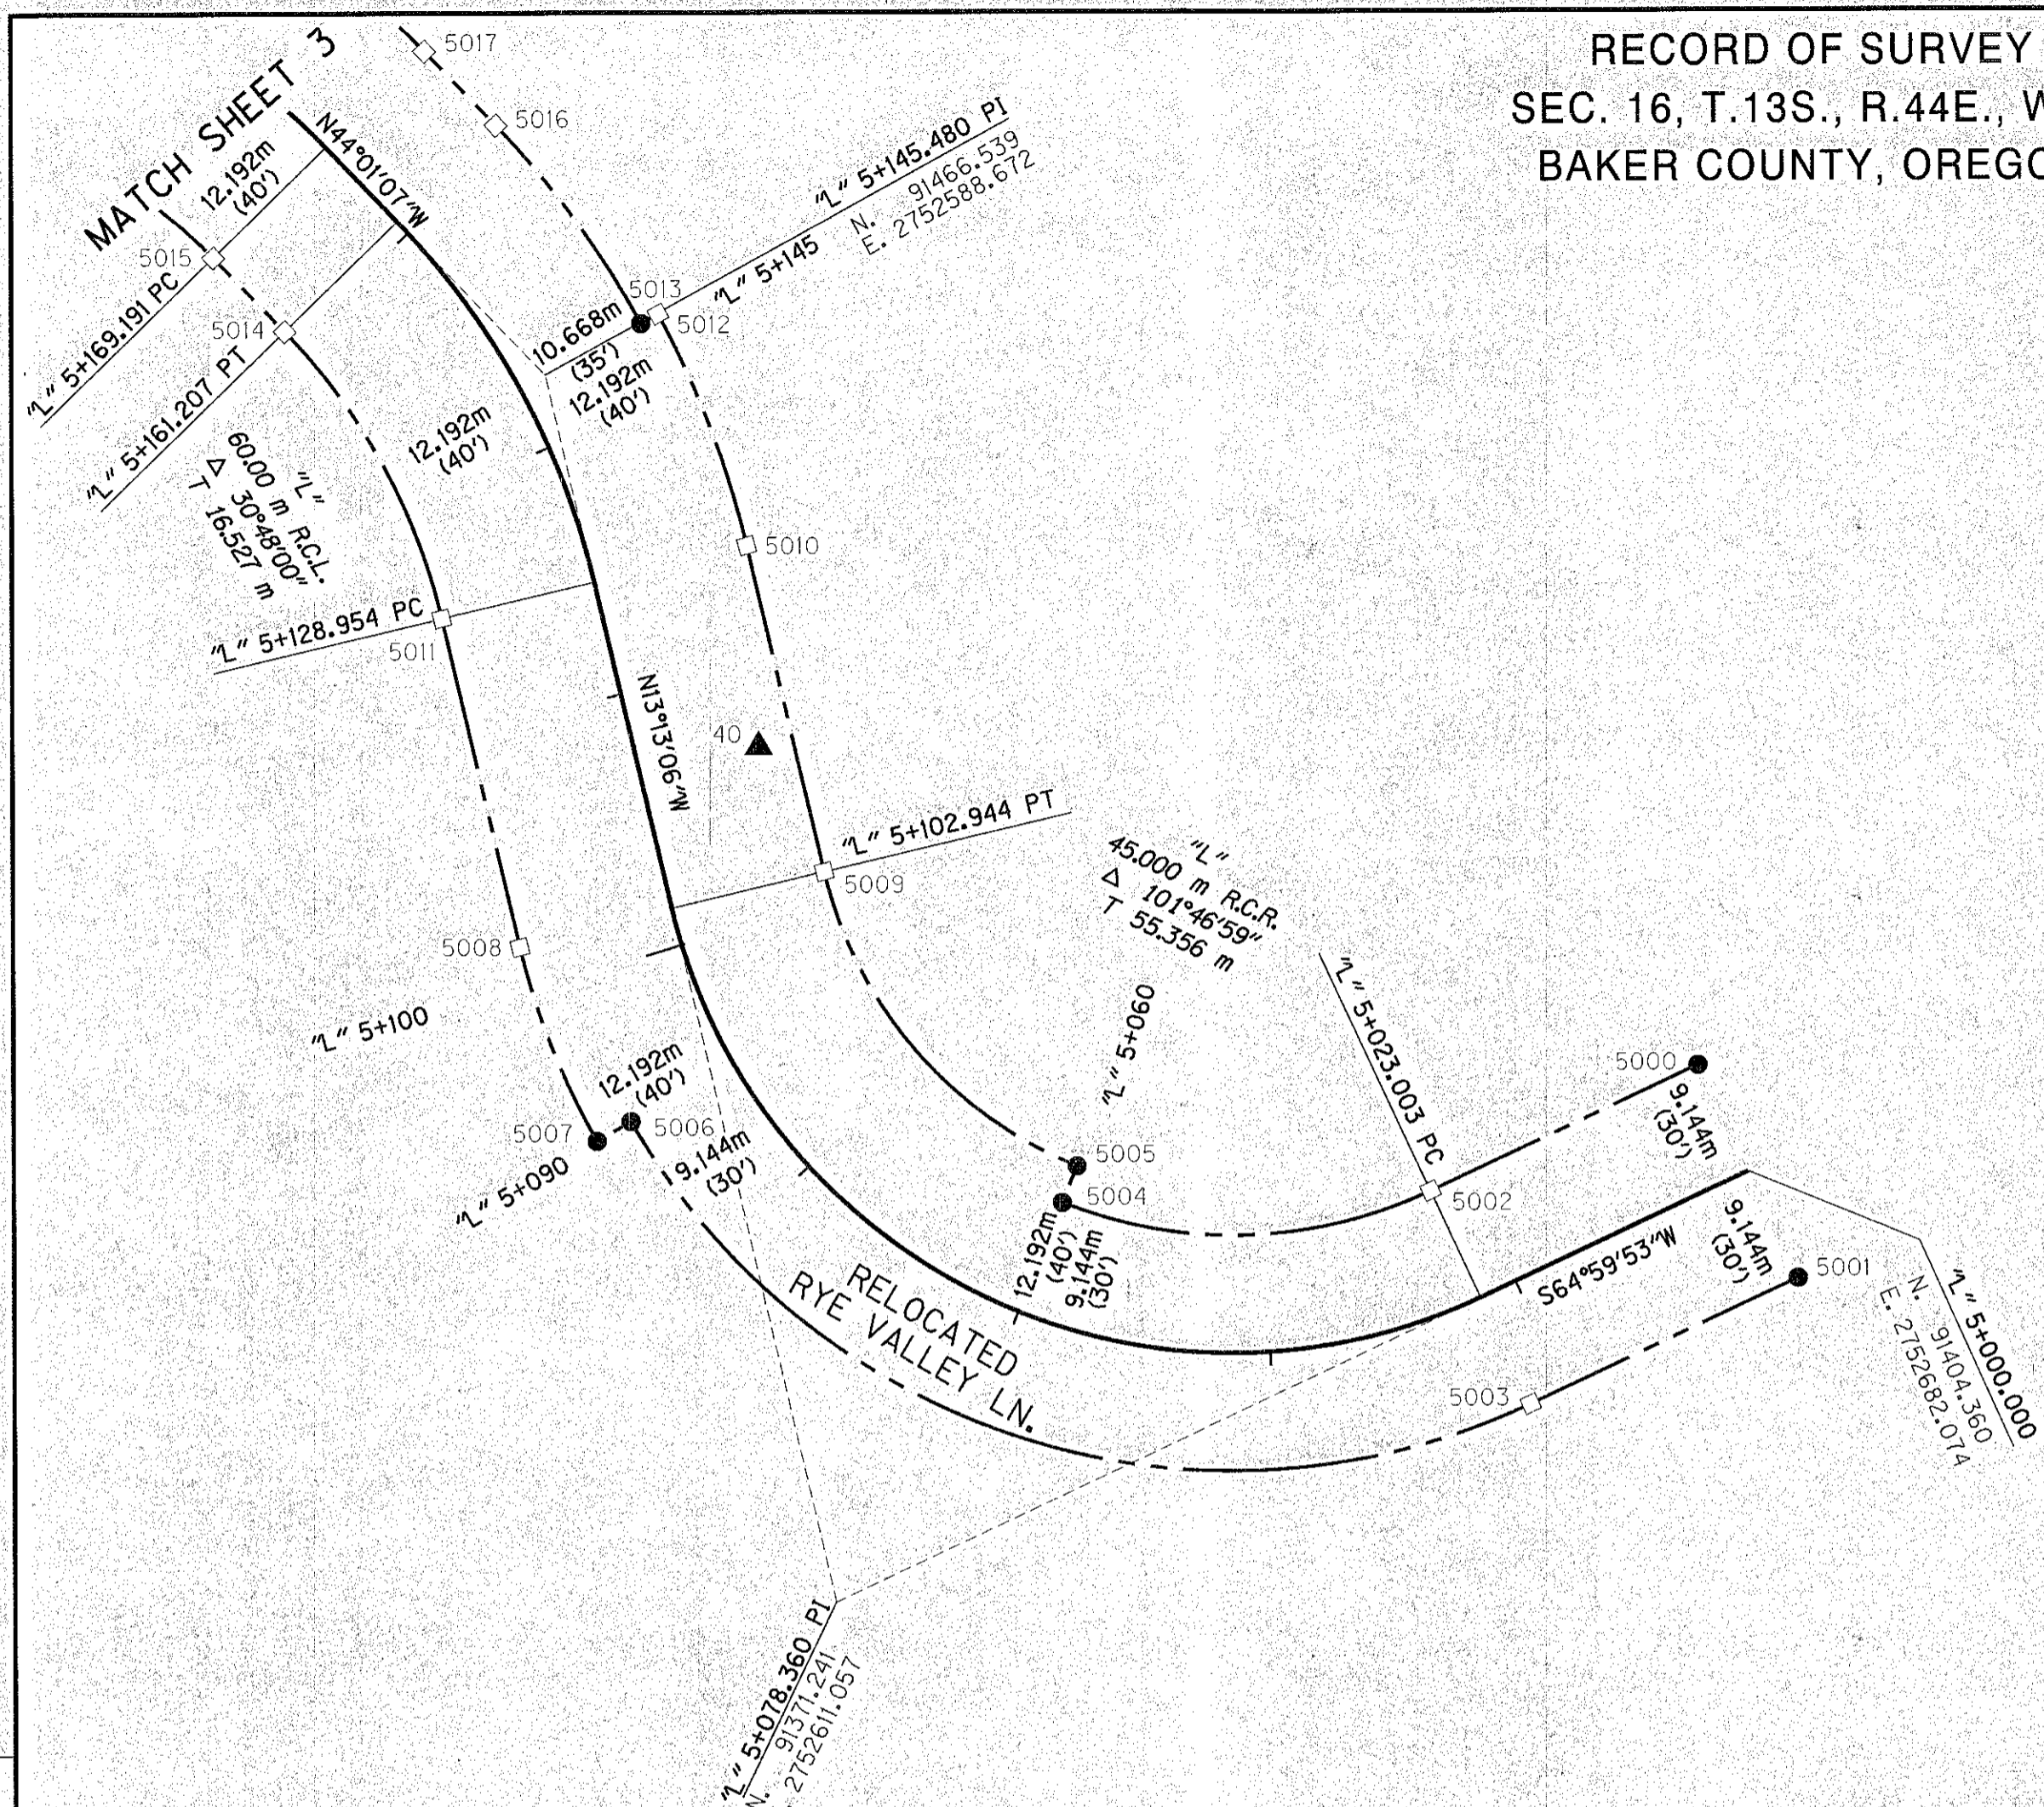 RECORD OF SURVEY
SEC. 16, T.13S., R.44E., W
BAKER COUNTY, OREGO
MATCH SHEET 3
5017
5016
N44°01'07"W
12.192m
(40')
5015
"L" 5+169.191 PC
5014
"L" 5+161.207 PT
"L" 5+145.480 PI
N. 91466.539
E. 2752588.672
"L" 5+145
5013
5012
10.668m
(35')
12.192m
(40')
12.192m
(40')
"L"
60.00 m R.C.L.
Δ 30°48'00"
T 16.527 m
5010
"L" 5+128.954 PC
5011
N13°13'06"W
40
"L" 5+102.944 PT
5009
"L"
45.000 m R.C.R.
Δ 101°46'59"
T 55.356 m
5008
"L" 5+100
"L" 5+060
"L" 5+023.003 PC
5000
9.144m
(30')
12.192m
(40')
5007
5006
9.144m
(30')
"L" 5+090
5005
5004
5002
12.192m
(40')
9.144m
(30')
S64°59'53"W
9.144m
(30')
5001
"L" 5+000.000
N. 91404.360
E. 2752682.074
RELOCATED
RYE VALLEY LN.
5003
"L" 5+078.360 PI
N. 91371.241
2752611.057